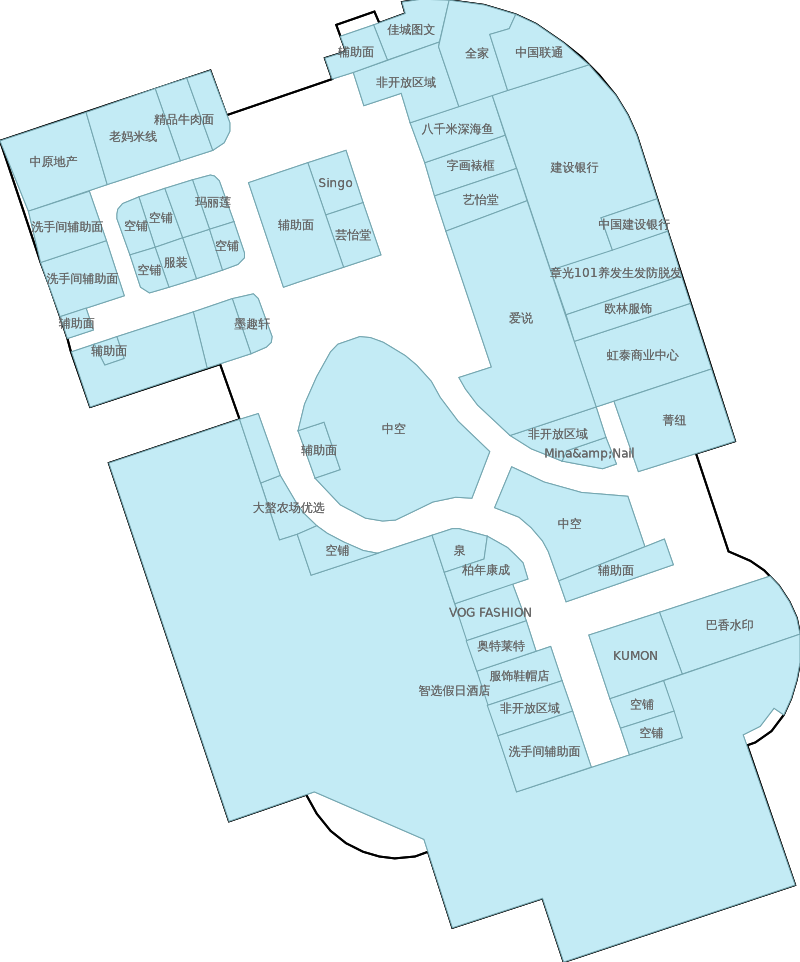 佳城图文
辅助面
全家
中国联通
非开放区域
精品牛肉面
八千米深海鱼
老妈米线
中原地产
字画裱框
建设银行
Singo
艺怡堂
玛丽莲
空铺
空铺
辅助面
中国建设银行
洗手间辅助面
芸怡堂
空铺
服装
空铺
章光101养发生发防脱发
洗手间辅助面
欧林服饰
爱说
辅助面
墨趣轩
辅助面
虹泰商业中心
菁纽
中空
非开放区域
辅助面
Mina&amp;Nail
大螯农场优选
中空
空铺
泉
柏年康成
辅助面
VOG FASHION
巴香水印
奥特莱特
KUMON
服饰鞋帽店
智选假日酒店
空铺
非开放区域
空铺
洗手间辅助面